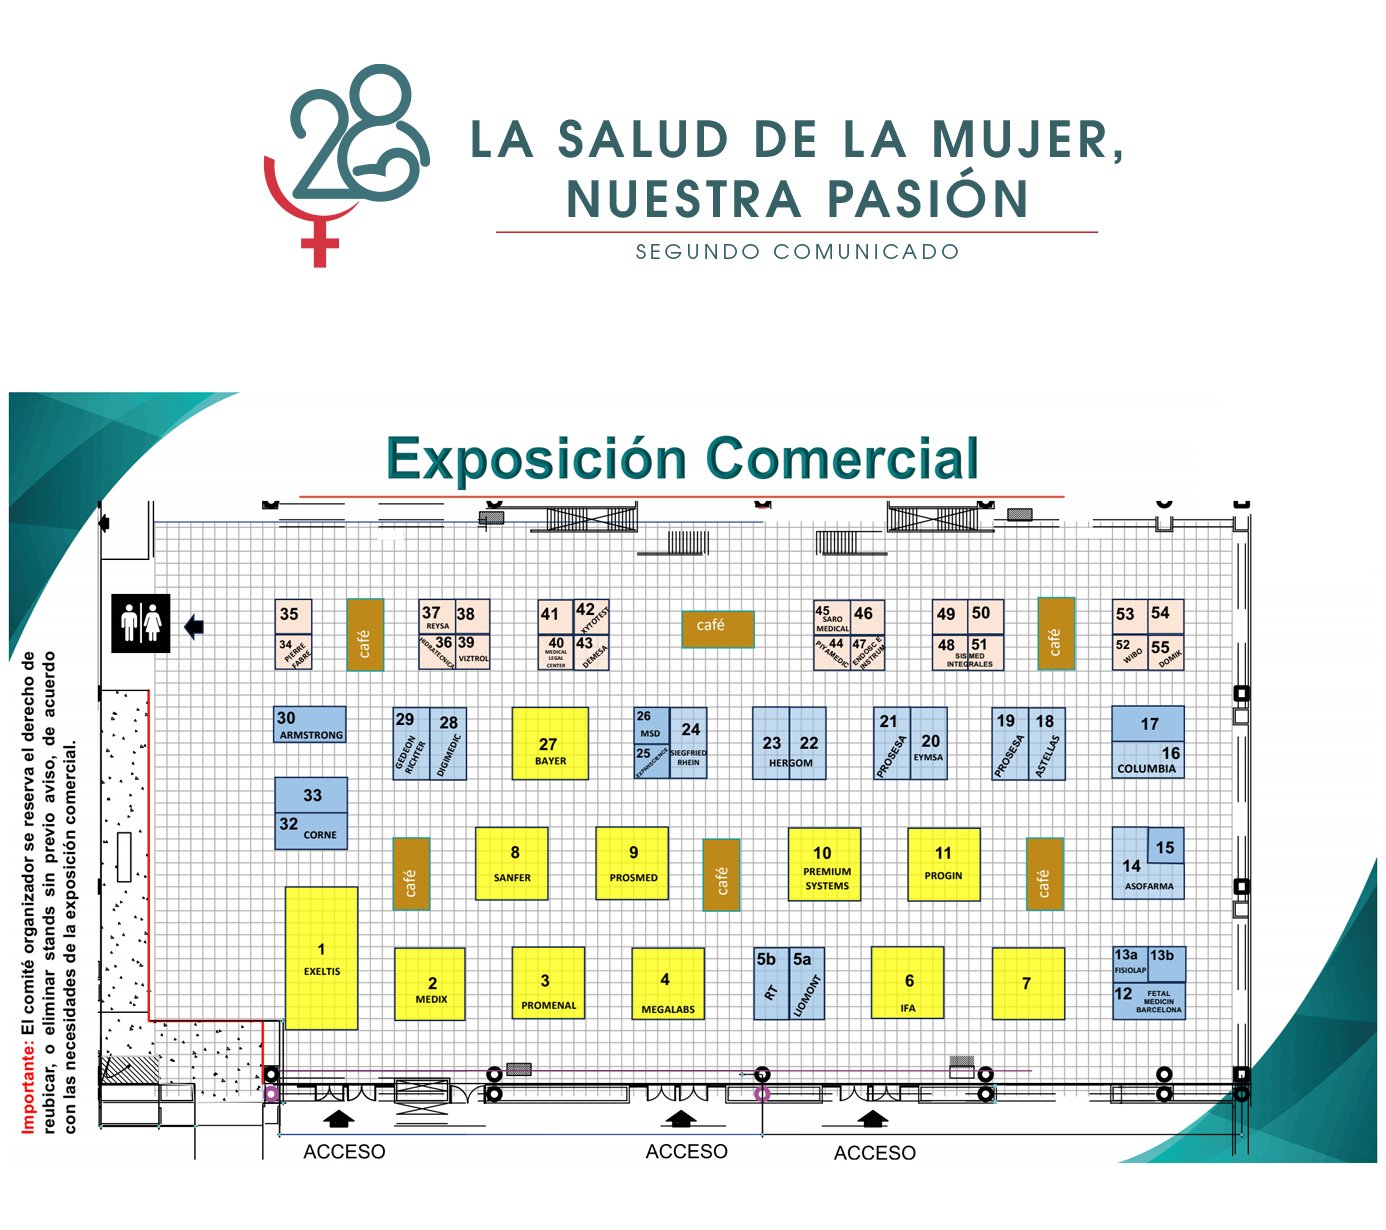 28
LA SALUD DE LA MUJER,
NUESTRA PASIÓN
SEGUNDO COMUNICADO
Exposición Comercial
Importante: El comité organizador se reserva el derecho de
reubicar, o eliminar stands sin previo aviso, de acuerdo
con las necesidades de la exposición comercial.
35
34
PIERRE
FABRE
café
37
REYSA
38
36
HIDRATECNICA
39
VIZTROL
41
42
XYTOTEST
40
MEDICAL
LEGAL
CENTER
43
DEMESA
café
45
SARO
MEDICAL
46
44
PIYAMEDIC
47
ENDOSC E
INSTRUM
49
50
48
51
SISMED
INTEGRALES
café
53
54
52
WIBO
55
DOMIK
30
ARMSTRONG
29
GEDEON
RICHTER
28
DIGIMEDIC
27
BAYER
26
MSD
25
EXPANSCIENCE
24
SIEGFRIED
RHEIN
23
22
HERGOM
21
PROSESA
20
EYMSA
19
PROSESA
18
ASTELLAS
17
16
COLUMBIA
33
32
CORNE
café
8
SANFER
9
PROSMED
café
10
PREMIUM
SYSTEMS
11
PROGIN
café
14
15
ASOFARMA
1
EXELTIS
2
MEDIX
3
PROMENAL
4
MEGALABS
5b
RT
5a
LIOMONT
6
IFA
7
13a
FISIOLAP
13b
12
FETAL
MEDICIN
BARCELONA
ACCESO
ACCESO
ACCESO